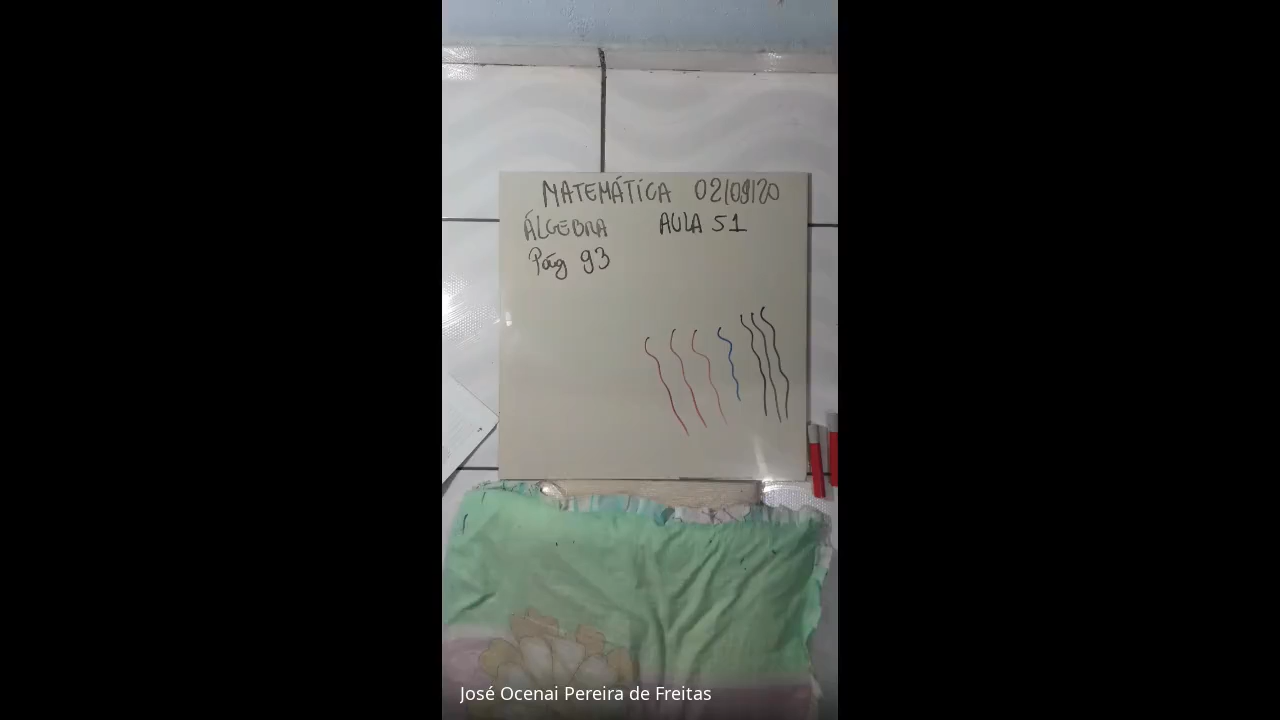 MATEMÁTICA 02/09/20
ÁLGEBRA AULA 51
Pág 93
José Ocenai Pereira de Freitas